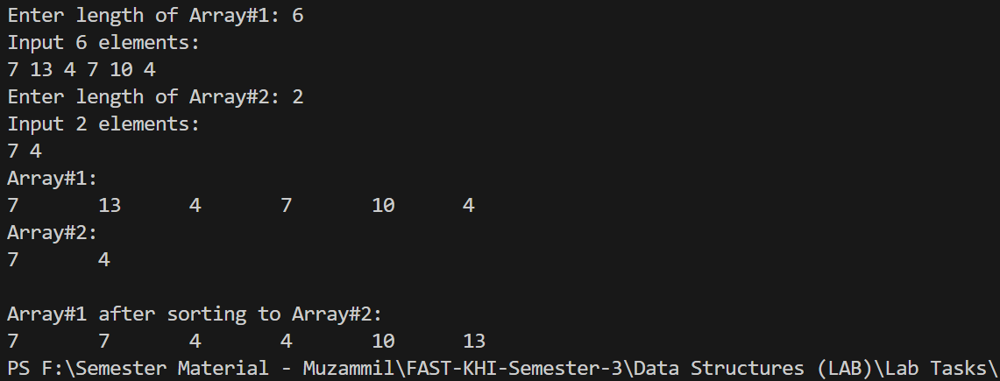 Enter length of Array#1: 6
Input 6 elements:
7 13 4 7 10 4
Enter length of Array#2: 2
Input 2 elements:
7 4
Array#1:
7 13 4 7 10 4
Array#2:
7 4
Array#1 after sorting to Array#2:
7 7 4 4 10 13
PS F:\Semester Material - Muzammil\FAST-KHI-Semester-3\Data Structures (LAB)\Lab Tasks\